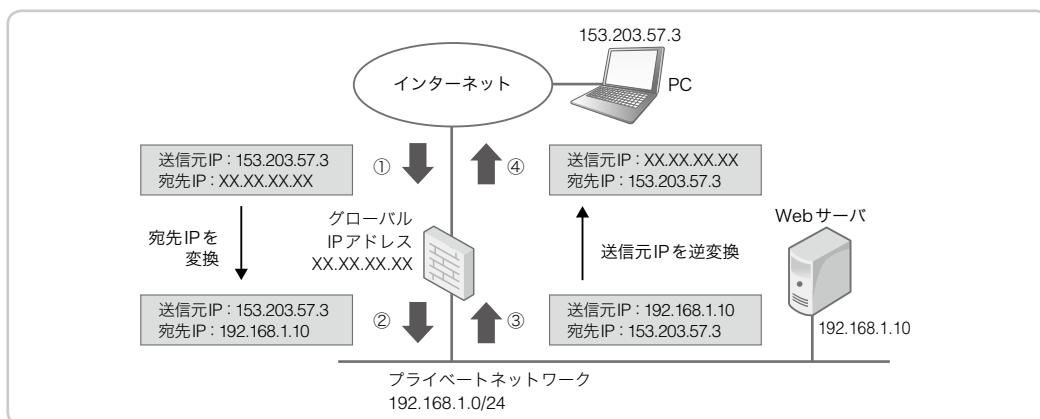 153.203.57.3
インターネット
PC
送信元IP：153.203.57.3
宛先IP：XX.XX.XX.XX
①
④
送信元IP：XX.XX.XX.XX
宛先IP：153.203.57.3
宛先IPを
変換
グローバル
IPアドレス
XX.XX.XX.XX
送信元IPを逆変換
Webサーバ
送信元IP：153.203.57.3
宛先IP：192.168.1.10
②
③
送信元IP：192.168.1.10
宛先IP：153.203.57.3
192.168.1.10
プライベートネットワーク
192.168.1.0/24